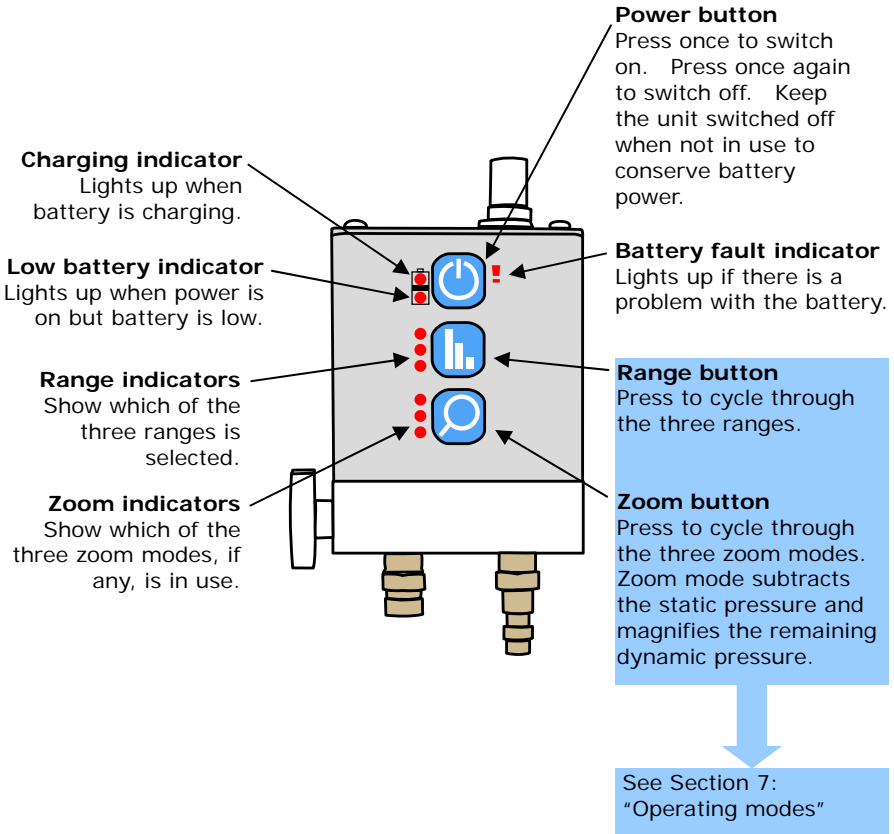 Power button
Press once to switch
on. Press once again
to switch off. Keep
the unit switched off
when not in use to
conserve battery
power.
Charging indicator
Lights up when
battery is charging.
Battery fault indicator
Lights up if there is a
problem with the battery.
Low battery indicator
Lights up when power is
on but battery is low.
Range indicators
Show which of the
three ranges is
selected.
Range button
Press to cycle through
the three ranges.
Zoom indicators
Show which of the
three zoom modes, if
any, is in use.
Zoom button
Press to cycle through
the three zoom modes.
Zoom mode subtracts
the static pressure and
magnifies the remaining
dynamic pressure.
See Section 7:
“Operating modes”